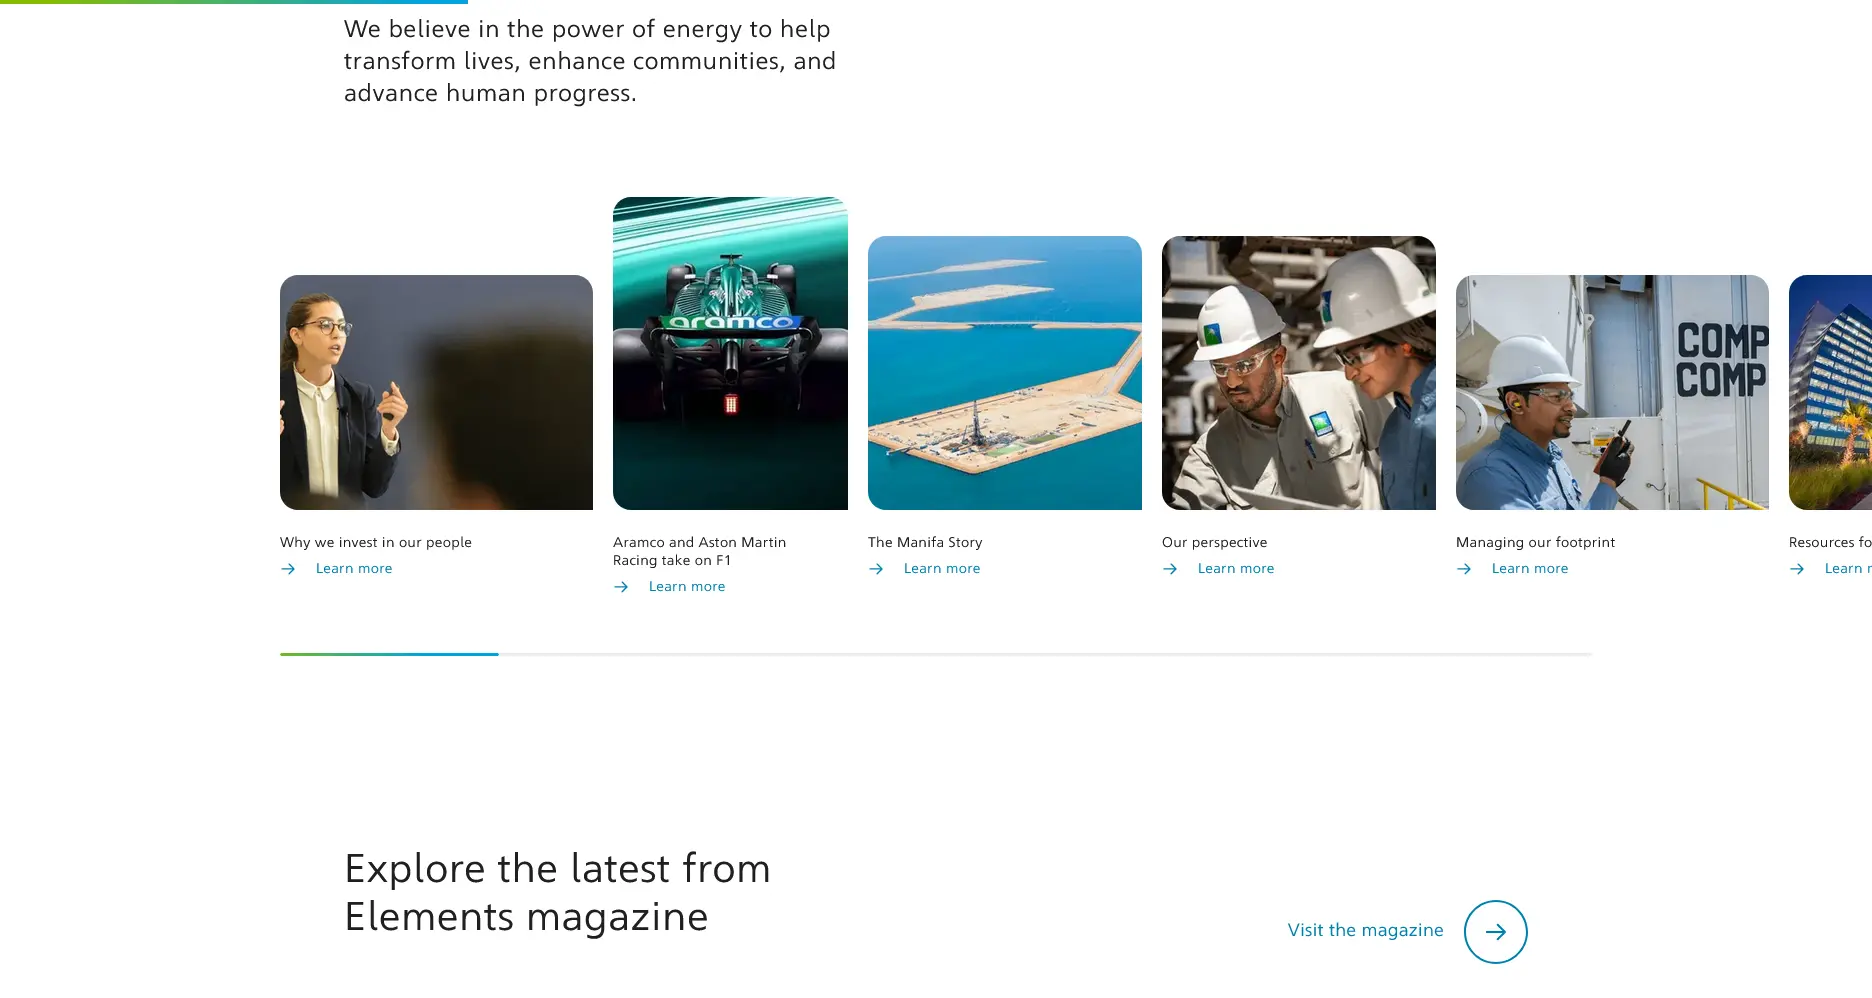 We believe in the power of energy to help
transform lives, enhance communities, and
advance human progress.
aramco
COMP
COMP
Why we invest in our people
Learn more
Aramco and Aston Martin
Racing take on F1
Learn more
The Manifa Story
Learn more
Our perspective
Learn more
Managing our footprint
Learn more
Resources fo
Learn
Explore the latest from
Elements magazine
Visit the magazine